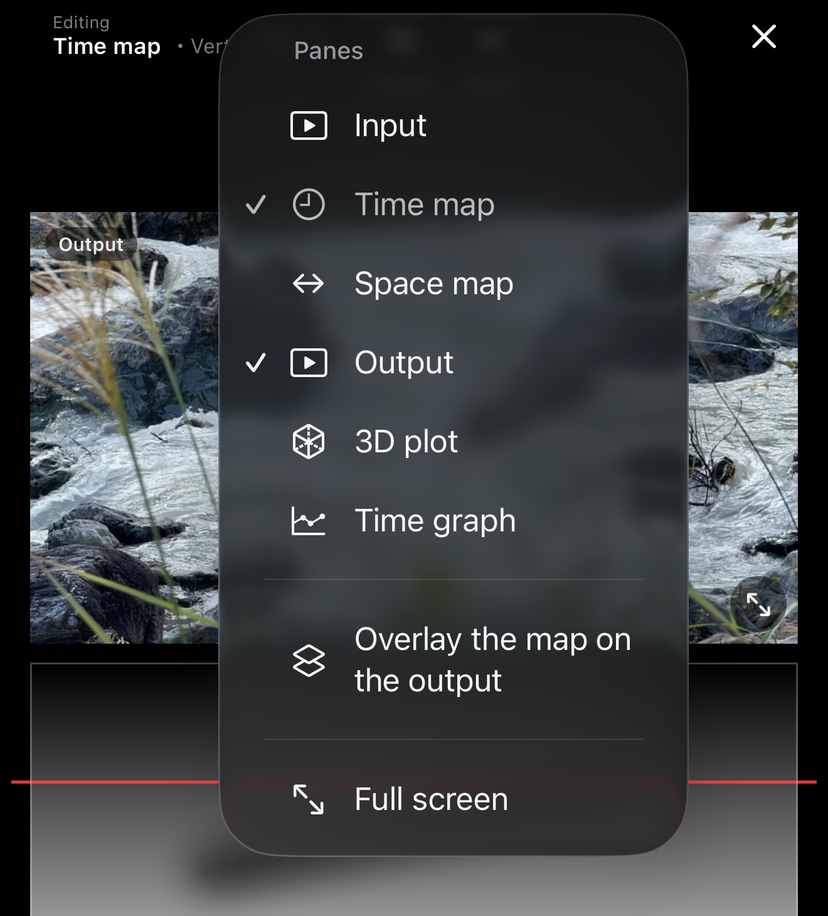 Editing
Time map • Vert
Panes
Input
Time map
Space map
Output
Output
3D plot
Time graph
Overlay the map on
the output
Full screen